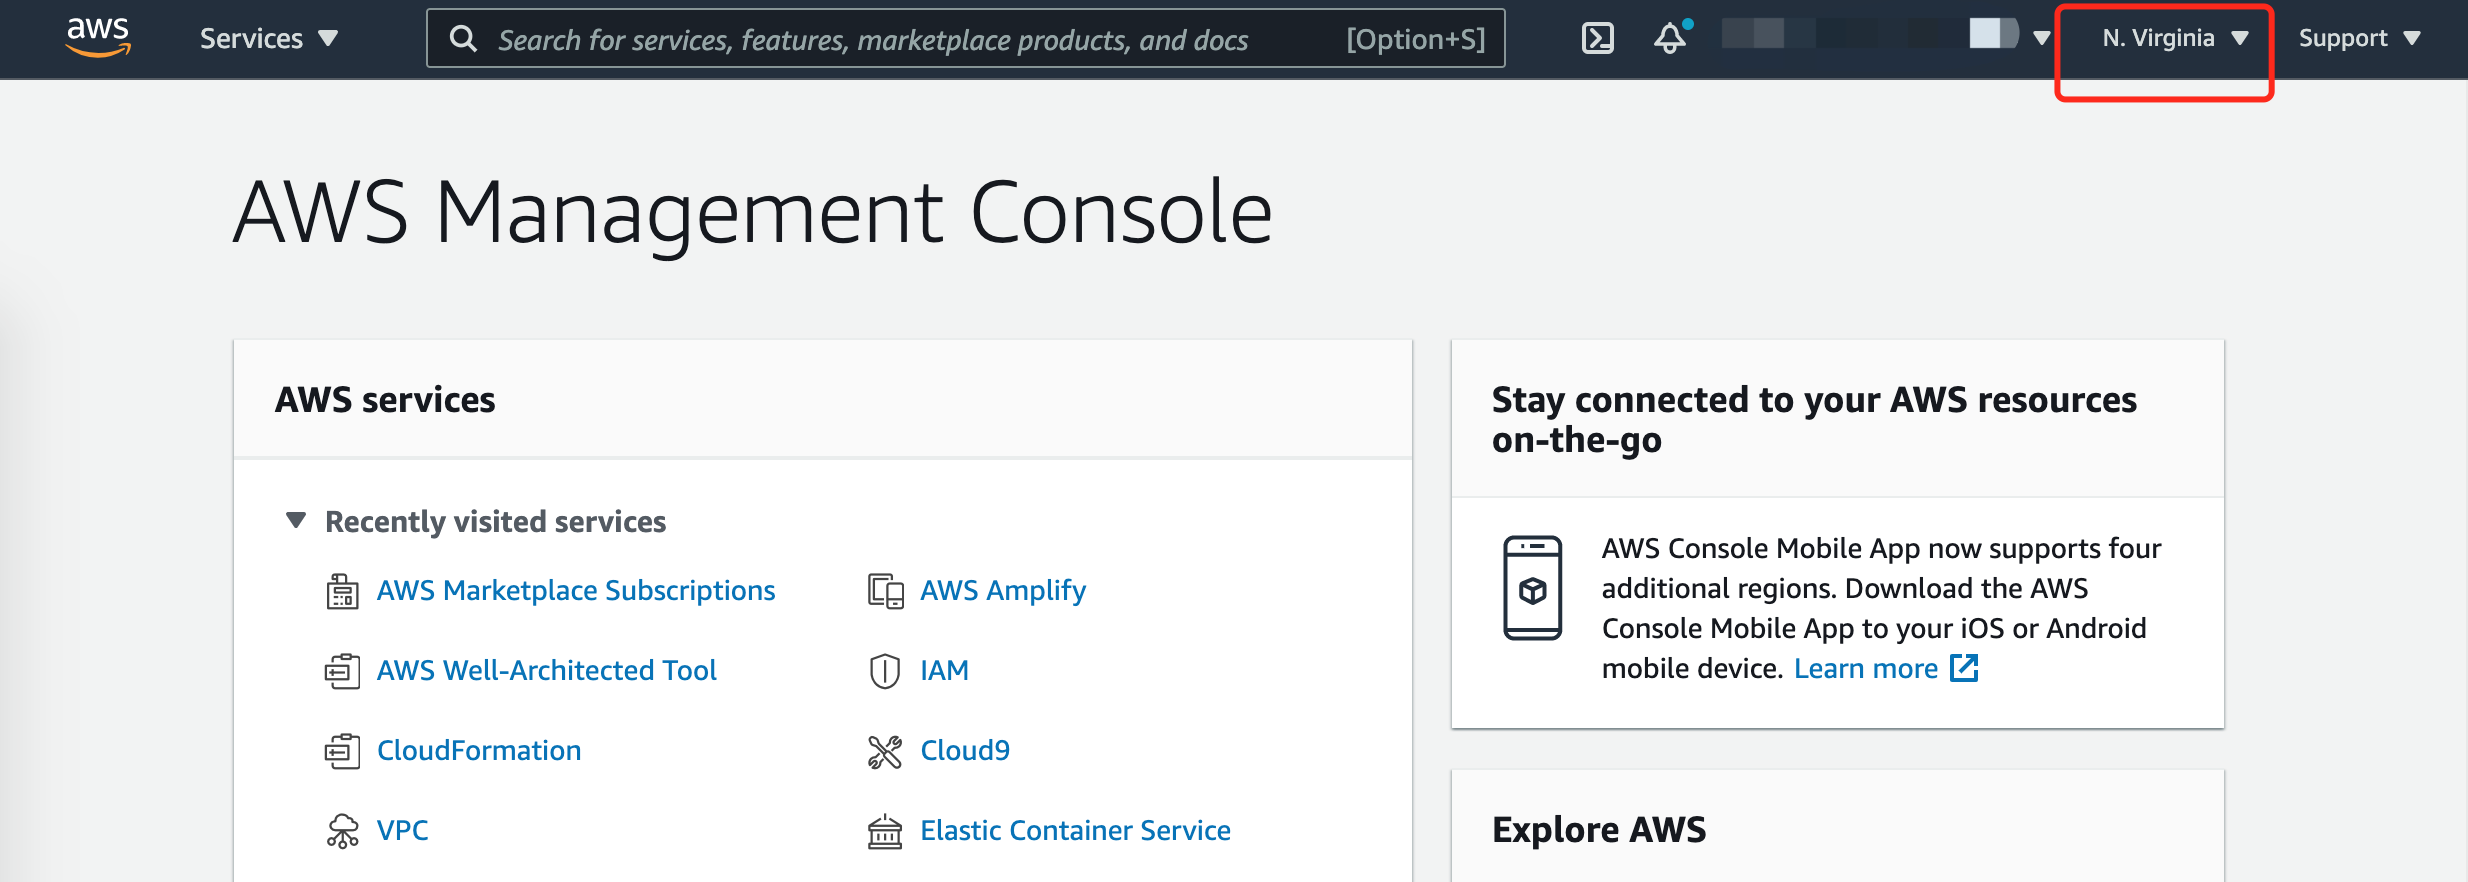 aws
Services
Search for services, features, marketplace products, and docs [Option+S]
N. Virginia
Support
AWS Management Console
AWS services
Recently visited services
AWS Marketplace Subscriptions
AWS Amplify
AWS Well-Architected Tool
IAM
CloudFormation
Cloud9
VPC
Elastic Container Service
Stay connected to your AWS resources
on-the-go
AWS Console Mobile App now supports four
additional regions. Download the AWS
Console Mobile App to your iOS or Android
mobile device. Learn more
Explore AWS